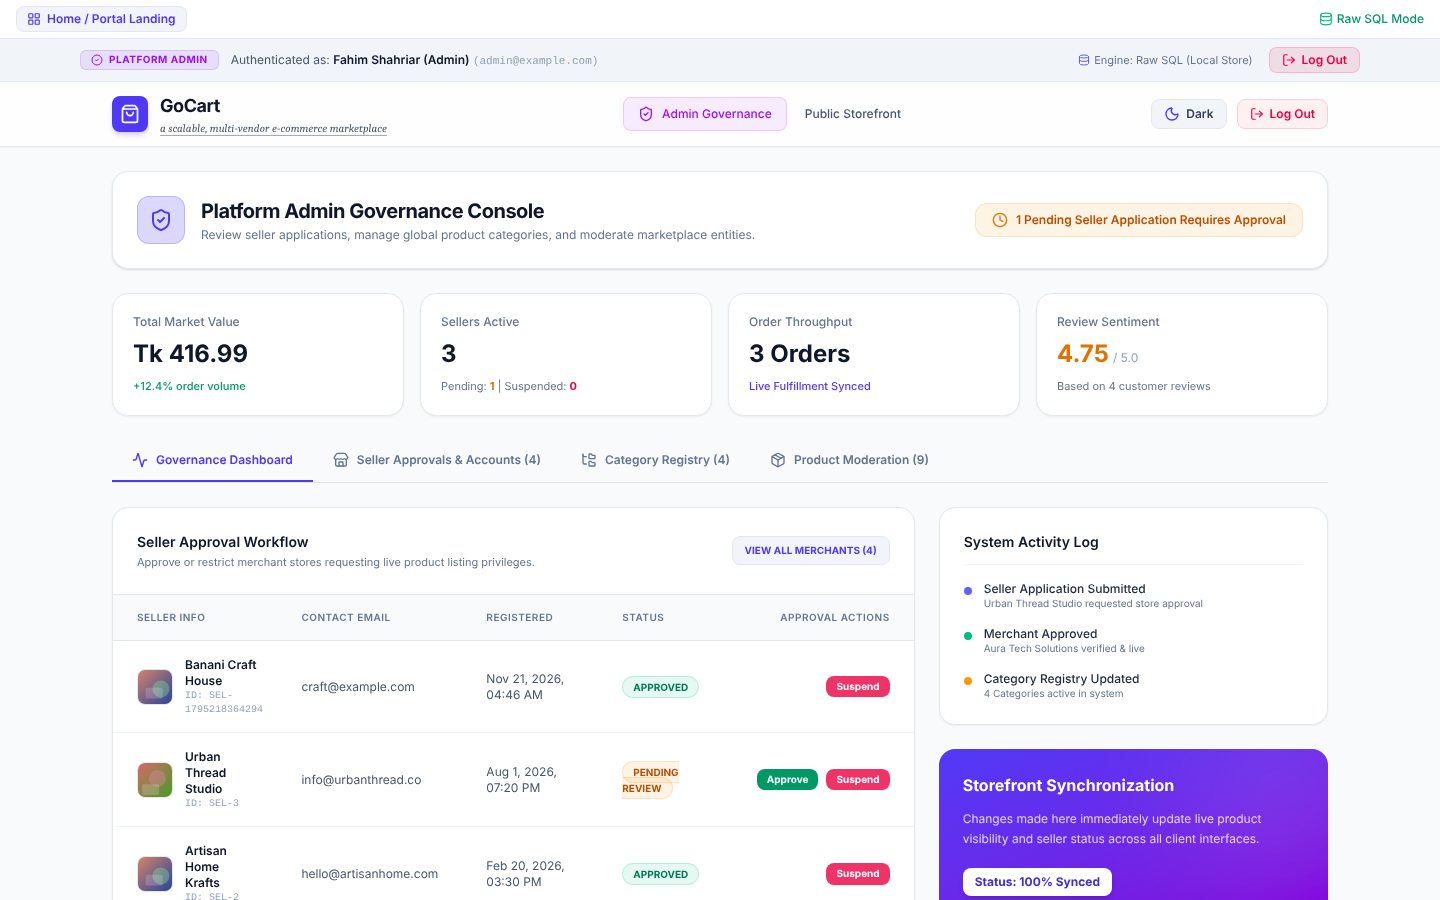 Home / Portal Landing
Raw SQL Mode
PLATFORM ADMIN
Authenticated as: Fahim Shahriar (Admin) (admin@example.com)
Engine: Raw SQL (Local Store)
Log Out
GoCart
a scalable, multi-vendor e-commerce marketplace
Admin Governance
Public Storefront
Dark
Log Out
Platform Admin Governance Console
Review seller applications, manage global product categories, and moderate marketplace entities.
1 Pending Seller Application Requires Approval
Total Market Value
Tk 416.99
+12.4% order volume
Sellers Active
3
Pending: 1 | Suspended: 0
Order Throughput
3 Orders
Live Fulfillment Synced
Review Sentiment
4.75 / 5.0
Based on 4 customer reviews
Governance Dashboard
Seller Approvals & Accounts (4)
Category Registry (4)
Product Moderation (9)
Seller Approval Workflow
Approve or restrict merchant stores requesting live product listing privileges.
VIEW ALL MERCHANTS (4)
SELLER INFO
CONTACT EMAIL
REGISTERED
STATUS
APPROVAL ACTIONS
Banani Craft
House
ID: SEL-
1795218364294
craft@example.com
Nov 21, 2026,
04:46 AM
APPROVED
Suspend
Urban
Thread
Studio
ID: SEL-3
info@urbanthread.co
Aug 1, 2026,
07:20 PM
PENDING
REVIEW
Approve
Suspend
Artisan
Home
Krafts
ID: SEL-2
hello@artisanhome.com
Feb 20, 2026,
03:30 PM
APPROVED
Suspend
System Activity Log
Seller Application Submitted
Urban Thread Studio requested store approval
Merchant Approved
Aura Tech Solutions verified & live
Category Registry Updated
4 Categories active in system
Storefront Synchronization
Changes made here immediately update live product
visibility and seller status across all client interfaces.
Status: 100% Synced